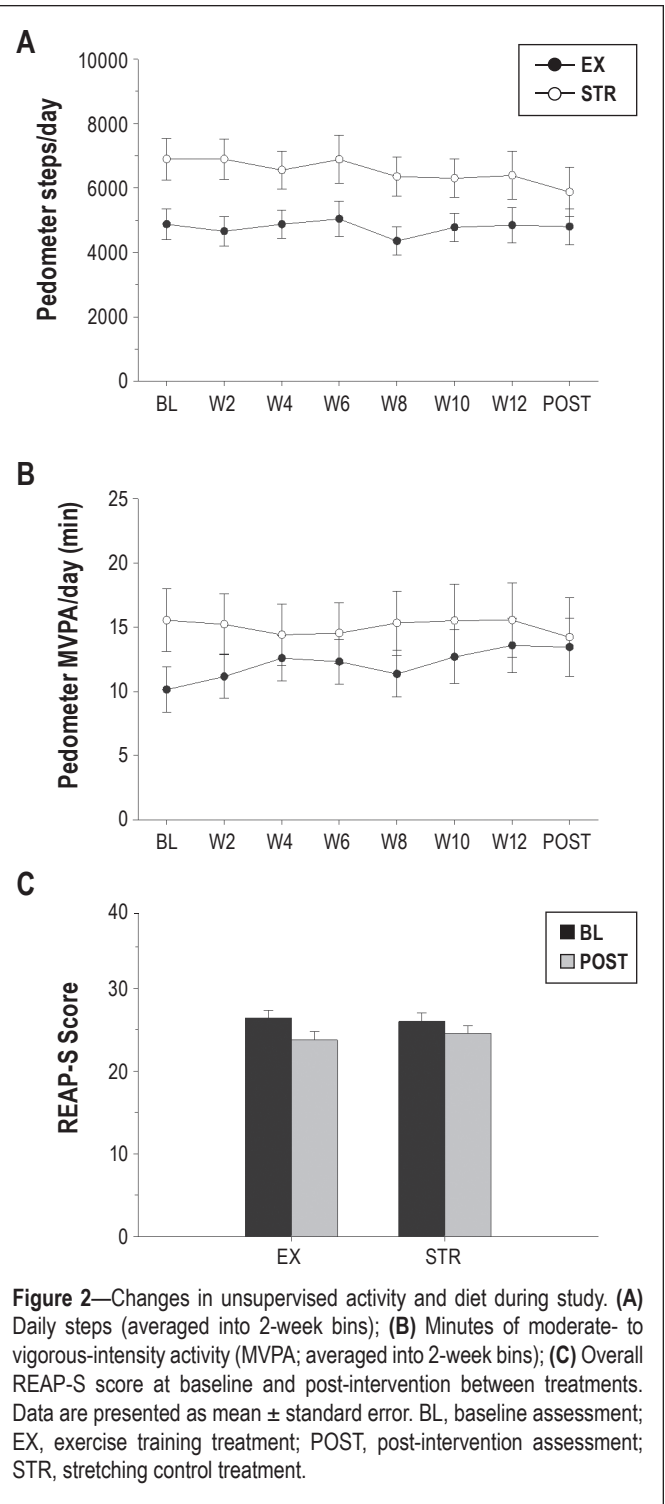 A
EX
STR
Pedometer steps/day
10000
8000
6000
4000
2000
0
BL W2 W4 W6 W8 W10 W12 POST
B
Pedometer MVPA/day (min)
25
20
15
10
5
0
BL W2 W4 W6 W8 W10 W12 POST
C
BL
POST
REAP-S Score
40
30
20
10
0
EX STR
Figure 2—Changes in unsupervised activity and diet during study. (A)
Daily steps (averaged into 2-week bins); (B) Minutes of moderate- to
vigorous-intensity activity (MVPA; averaged into 2-week bins); (C) Overall
REAP-S score at baseline and post-intervention between treatments.
Data are presented as mean ± standard error. BL, baseline assessment;
EX, exercise training treatment; POST, post-intervention assessment;
STR, stretching control treatment.